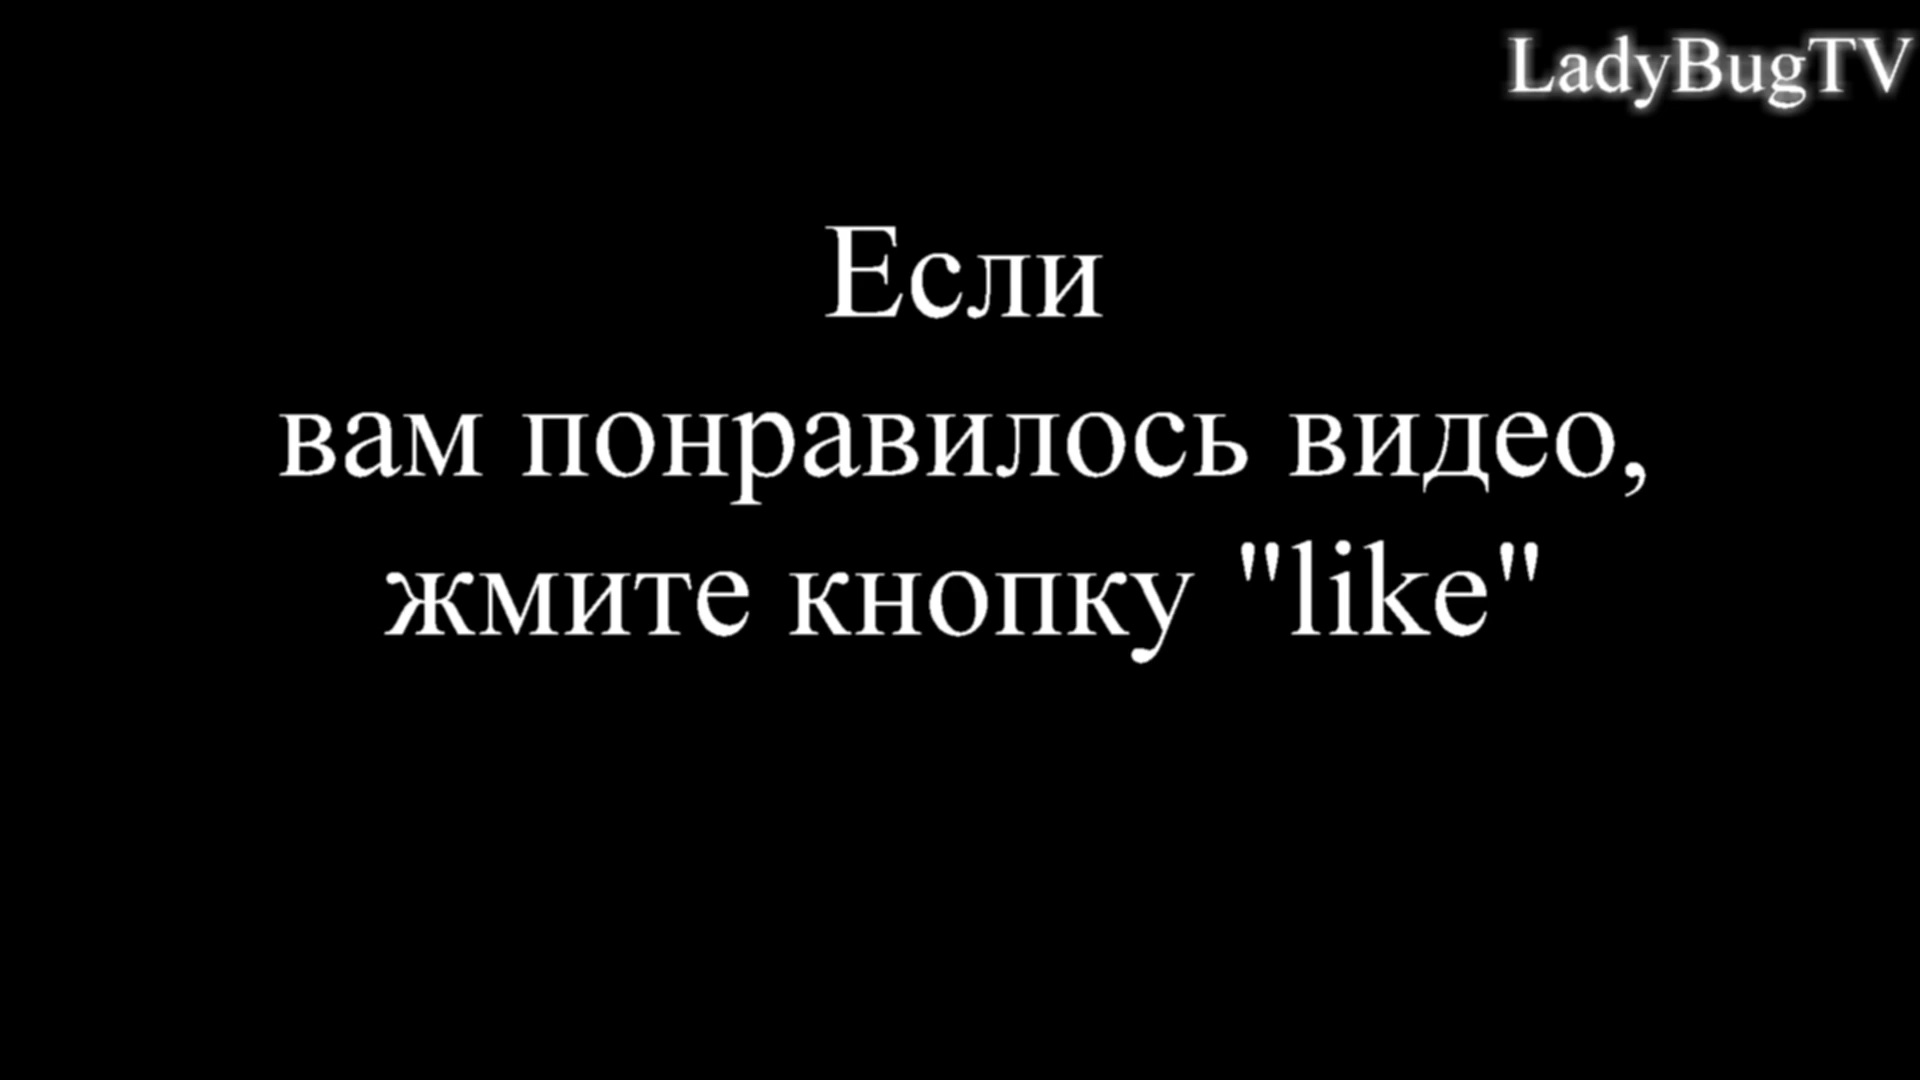 LadyBugTV
Если
вам понравилось видео,
жмите кнопку "like"